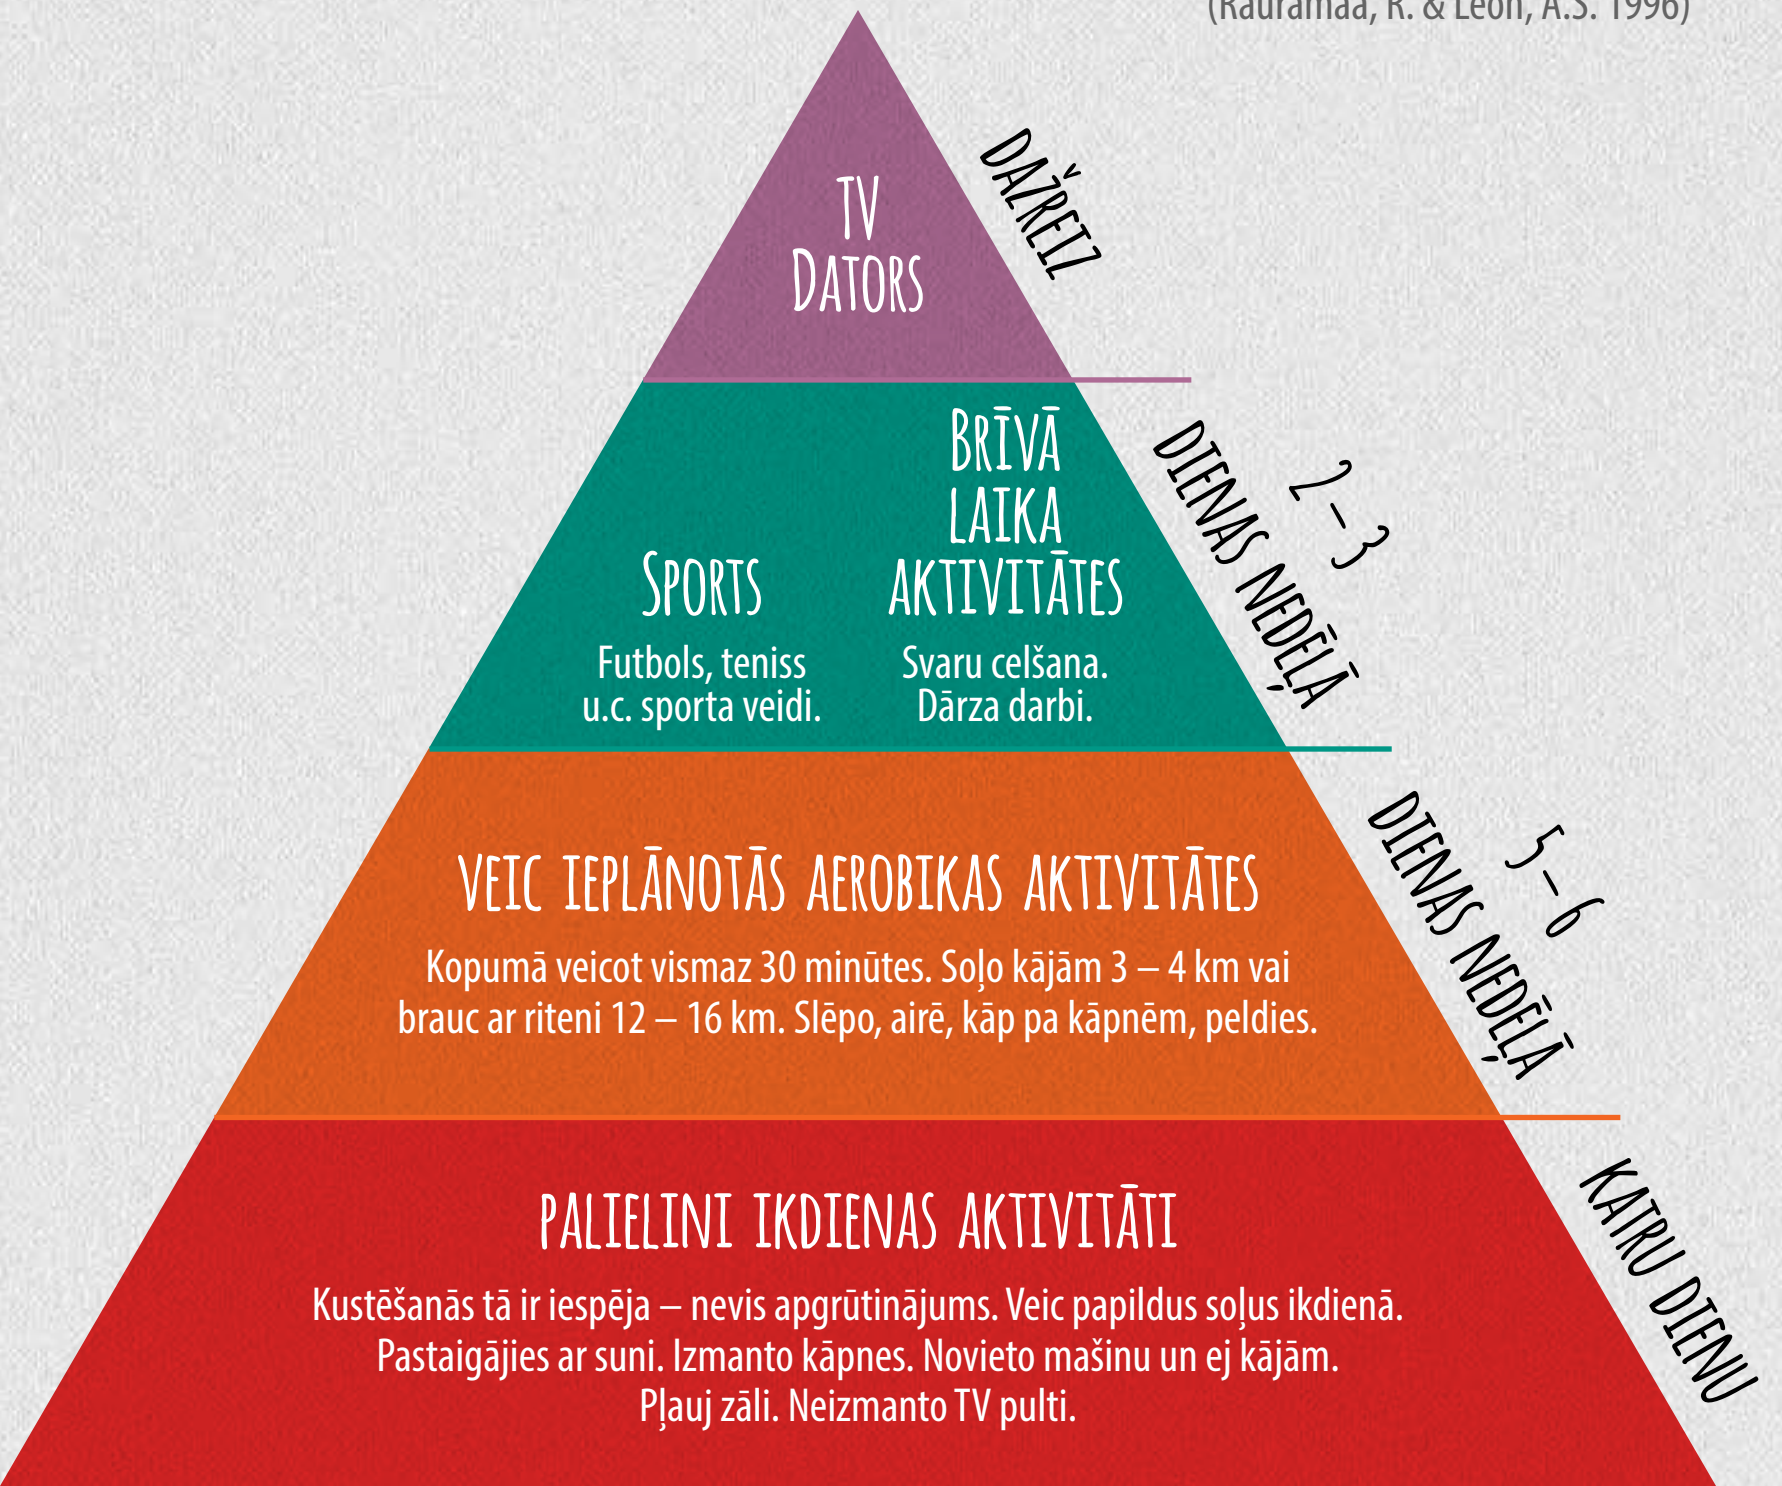 (Rauramaa, R. & Leon, A.S. 1996)
TV
DATORS
DAŽREIZ
SPORTS
Futbols, teniss
u.c. sporta veidi.
BRĪVĀ
LAIKA
AKTIVITĀTES
Svaru celšana.
Dārza darbi.
2 – 3
DIENAS NEDĒĻĀ
VEIC IEPLĀNOTĀS AEROBIKAS AKTIVITĀTES
Kopumā veicot vismaz 30 minūtes. Soļo kājām 3 – 4 km vai
brauc ar riteni 12 – 16 km. Slēpo, airē, kāp pa kāpnēm, peldies.
5 – 6
DIENAS NEDĒĻĀ
PALIELINI IKDIENAS AKTIVITĀTI
Kustēšanās tā ir iespēja – nevis apgrūtinājums. Veic papildus soļus ikdienā.
Pastaigājies ar suni. Izmanto kāpnes. Novieto mašīnu un ej kājām.
Pļauj zāli. Neizmanto TV pulti.
KATRU DIENU